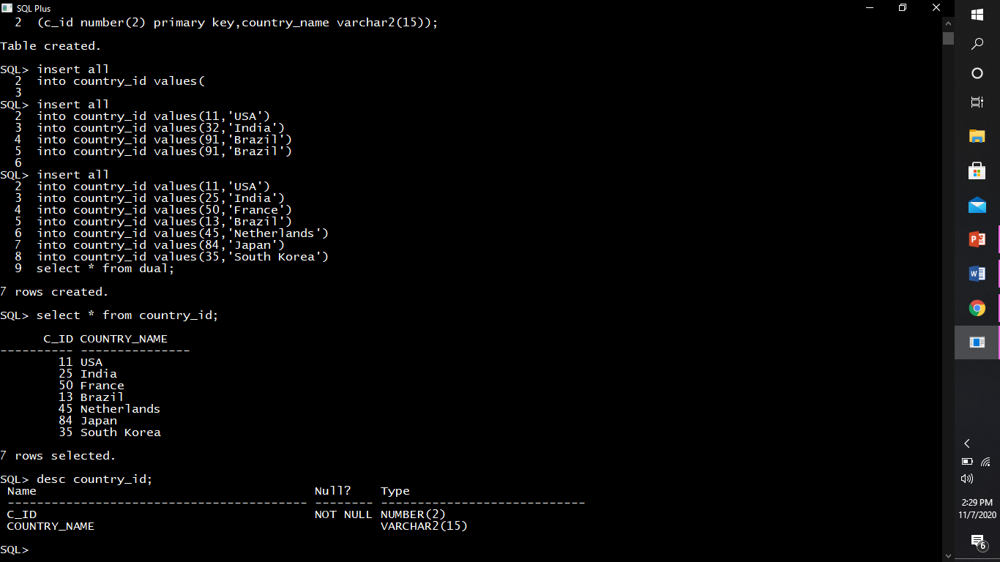 SQL Plus
2 (c_id number(2) primary key,country_name varchar2(15));
Table created.
SQL> insert all
2 into country_id values(
3
SQL> insert all
2 into country_id values(11,'USA')
3 into country_id values(32,'India')
4 into country_id values(91,'Brazil')
5 into country_id values(91,'Brazil')
6
SQL> insert all
2 into country_id values(11,'USA')
3 into country_id values(25,'India')
4 into country_id values(50,'France')
5 into country_id values(13,'Brazil')
6 into country_id values(45,'Netherlands')
7 into country_id values(84,'Japan')
8 into country_id values(35,'South Korea')
9 select * from dual;
7 rows created.
SQL> select * from country_id;
C_ID COUNTRY_NAME
---------- ---------------
11 USA
25 India
50 France
13 Brazil
45 Netherlands
84 Japan
35 South Korea
7 rows selected.
SQL> desc country_id;
Name Null? Type
----------------------------------------- -------- ----------------------------
C_ID NOT NULL NUMBER(2)
COUNTRY_NAME VARCHAR2(15)
SQL>
2:29 PM
11/7/2020
6